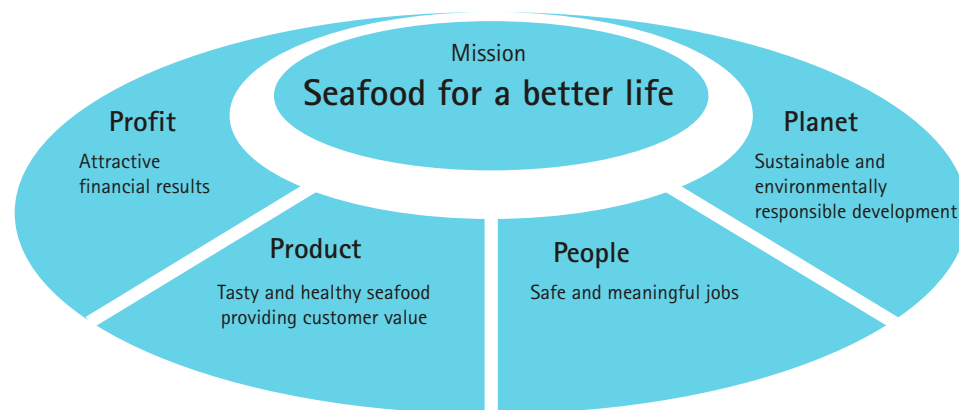 Mission
Seafood for a better life
Profit
Attractive
financial results
Product
Tasty and healthy seafood
providing customer value
People
Safe and meaningful jobs
Planet
Sustainable and
environmentally
responsible development